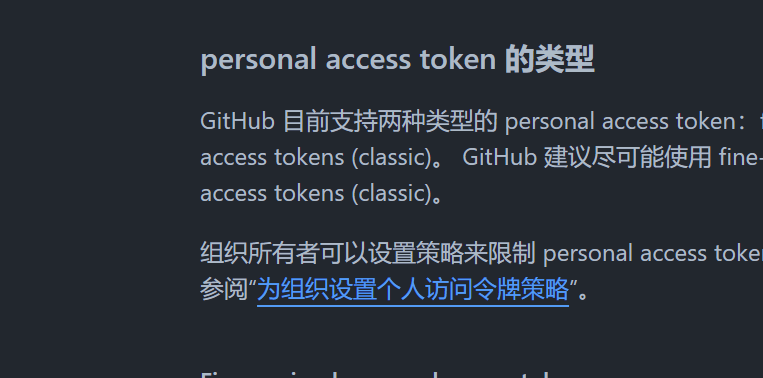 personal access token 的类型
GitHub 目前支持两种类型的 personal access token：
access tokens (classic)。 GitHub 建议尽可能使用 fine-
access tokens (classic)。
组织所有者可以设置策略来限制 personal access
参阅“为组织设置个人访问令牌策略”。